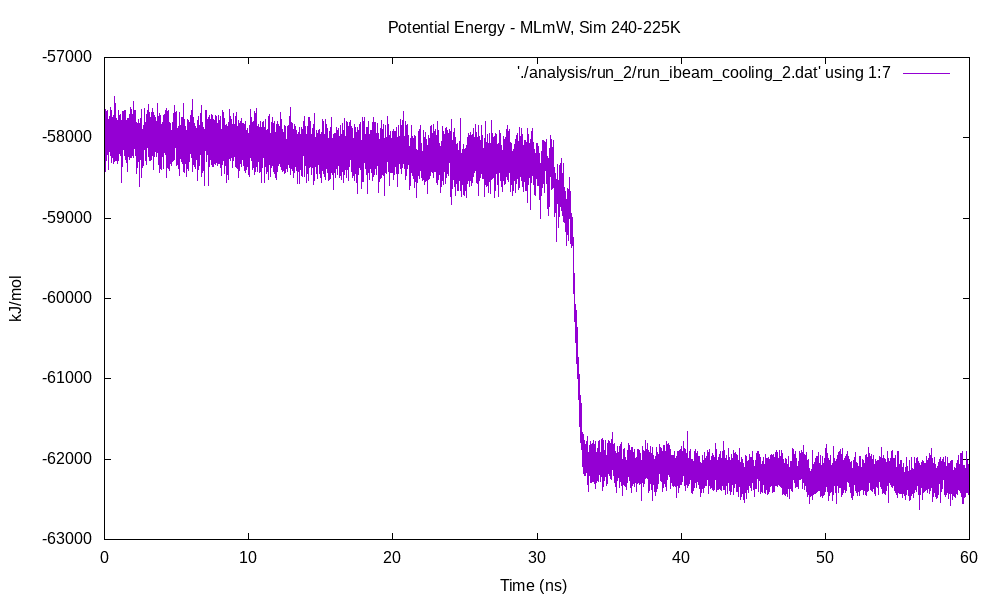 Potential Energy - MLmW, Sim 240-225K
-57000
'./analysis/run_2/run_ibeam_cooling_2.dat' using 1:7
-58000
-59000
-60000
-61000
-62000
-63000
kJ/mol
0 10 20 30 40 50 60
Time (ns)